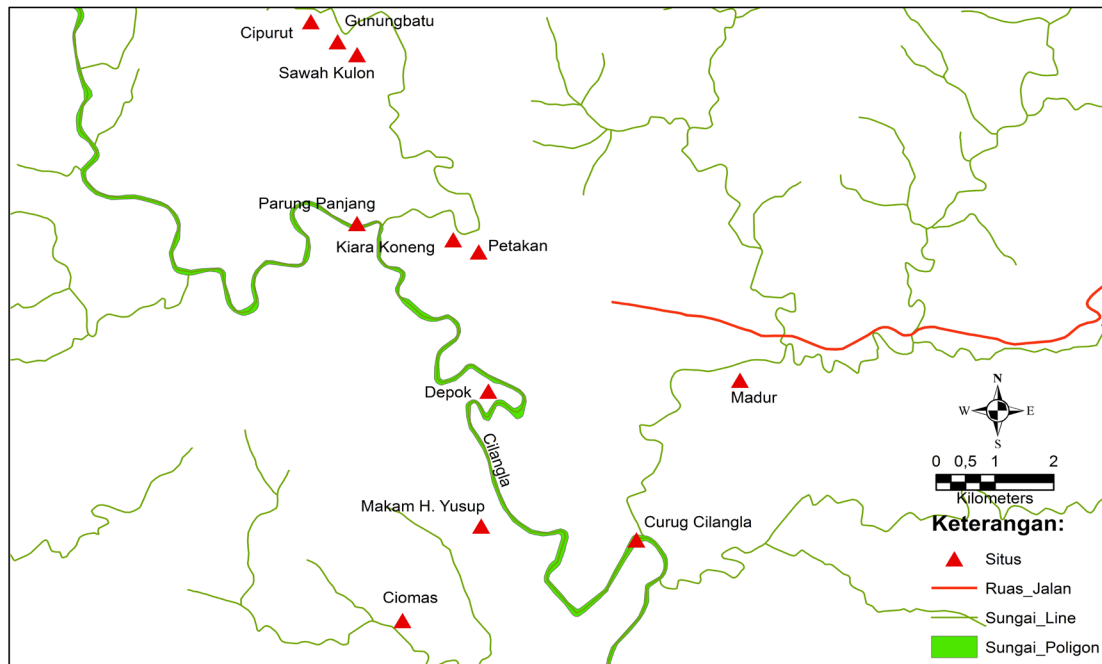 Gunungbatu
Cipurut
Sawah Kulon
Parung Panjang
Kiara Koneng
Petakan
Depok
Madur
Cilangla
Makam H. Yusup
Curug Cilangla
Ciomas
N
W E
S
0 0,5 1 2
Kilometers
Keterangan:
Situs
Ruas_Jalan
Sungai_Line
Sungai_Poligon